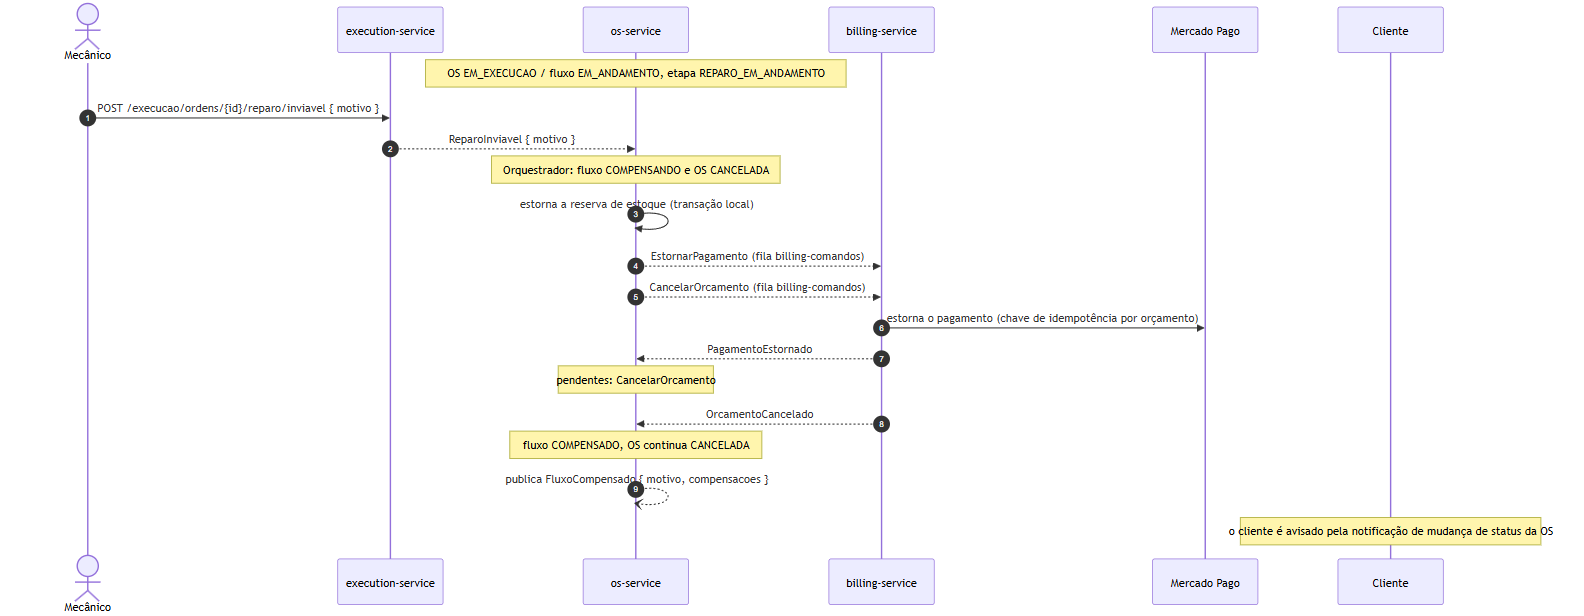 Mecânico
execution-service
os-service
billing-service
Mercado Pago
Cliente
OS EM_EXECUCAO / fluxo EM_ANDAMENTO, etapa REPARO_EM_ANDAMENTO
POST /execucao/ordens/{id}/reparo/inviavel { motivo }
1
ReparoInviavel { motivo }
2
Orquestrador: fluxo COMPENSANDO e OS CANCELADA
estorna a reserva de estoque (transação local)
3
EstornarPagamento (fila billing-comandos)
4
CancelarOrcamento (fila billing-comandos)
5
estorna o pagamento (chave de idempotência por orçamento)
6
PagamentoEstornado
7
pendentes: CancelarOrcamento
OrcamentoCancelado
8
fluxo COMPENSADO, OS continua CANCELADA
publica FluxoCompensado { motivo, compensacoes }
9
o cliente é avisado pela notificação de mudança de status da OS
Mecânico
execution-service
os-service
billing-service
Mercado Pago
Cliente